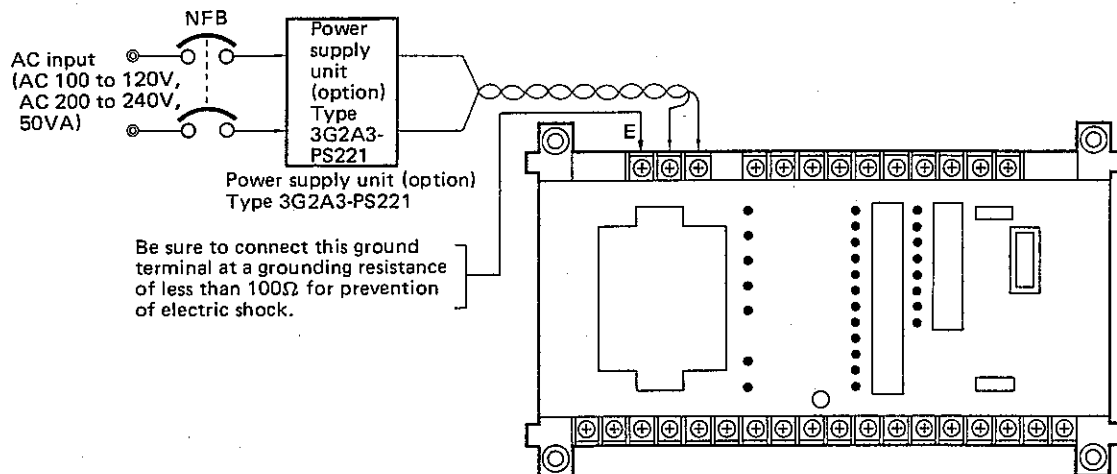 NFB
AC input
(AC 100 to 120V,
AC 200 to 240V,
50VA)
Power
supply
unit
(option)
Type
3G2A3-
PS221
Power supply unit (option)
Type 3G2A3-PS221
E
Be sure to connect this ground
terminal at a grounding resistance
of less than 100Ω for prevention
of electric shock.